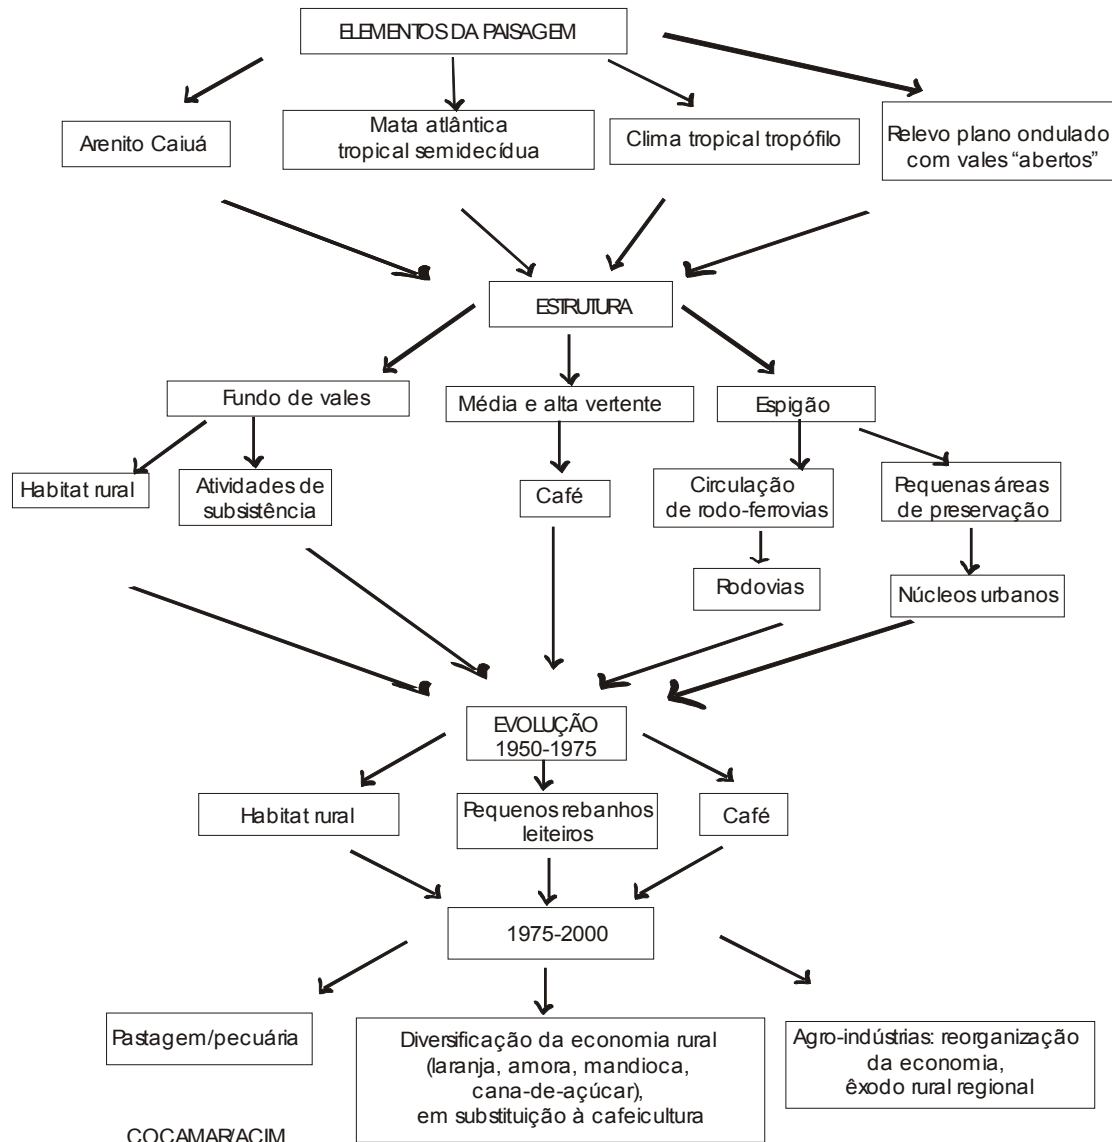 ELEMENTOS DA PAISAGEM
Arenito Caiuá
Mata atlântica
tropical semidecídua
Clima tropical tropófilo
Relevo plano ondulado
com vales “abertos”
ESTRUTURA
Fundo de vales
Média e alta vertente
Espigão
Habitat rural
Atividades de
subsistência
Café
Circulação
de rodo-ferrovias
Pequenas áreas
de preservação
Rodovias
Núcleos urbanos
EVOLUÇÃO
1950-1975
Habitat rural
Pequenos rebanhos
leiteiros
Café
1975-2000
Pastagem/pecuária
Diversificação da economia rural
(laranja, amora, mandioca,
cana-de-açúcar),
em substituição à cafeicultura
Agro-indústrias: reorganização
da economia,
êxodo rural regional
COCAMAR/ACIM